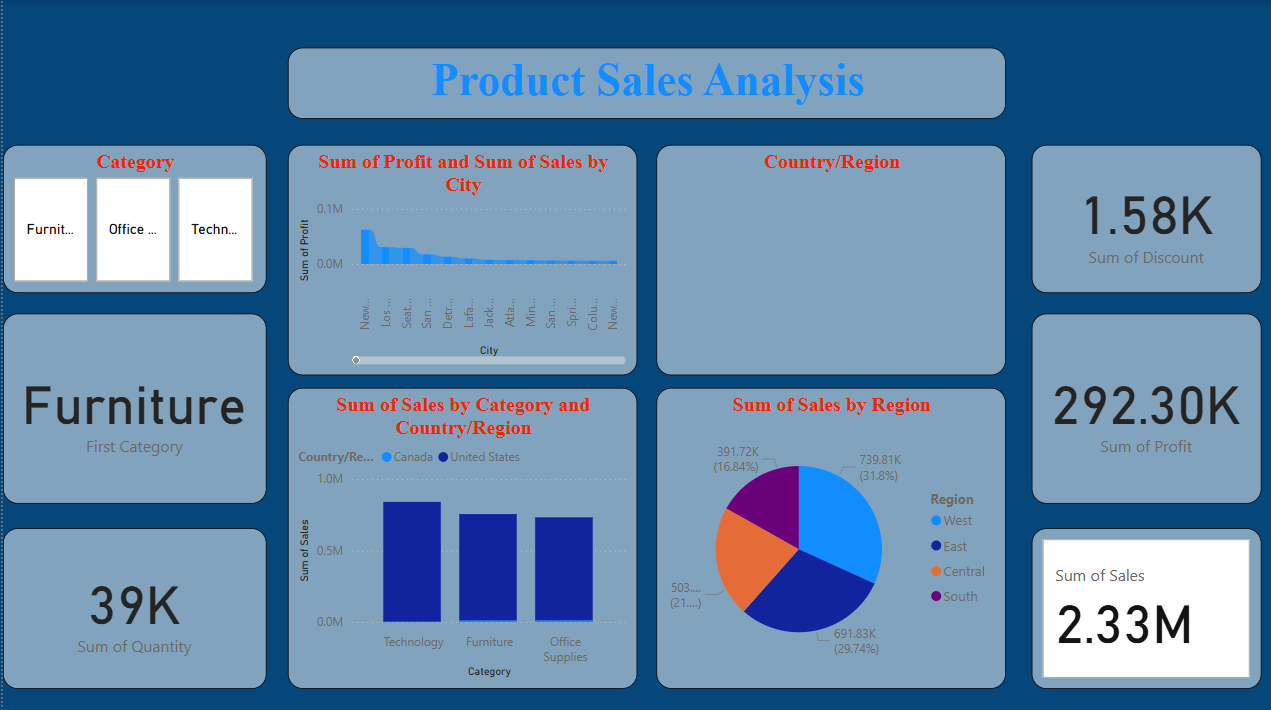 Product Sales Analysis
Category
Furnit...
Office ...
Techn...
Furniture
First Category
39K
Sum of Quantity
Sum of Profit and Sum of Sales by
City
Sum of Profit
0.1M
0.0M
New...
Los ...
Seat...
San ...
Detr...
Lafa...
Jack...
Atla...
Min...
San ...
Spri...
Colu...
New...
City
Country/Region
Sum of Sales by Category and
Country/Region
Country/Re... Canada United States
Sum of Sales
1.0M
0.5M
0.0M
Technology
Furniture
Office
Supplies
Category
Sum of Sales by Region
391.72K
(16.84%)
739.81K
(31.8%)
503....
(21....)
691.83K
(29.74%)
Region
West
East
Central
South
1.58K
Sum of Discount
292.30K
Sum of Profit
Sum of Sales
2.33M